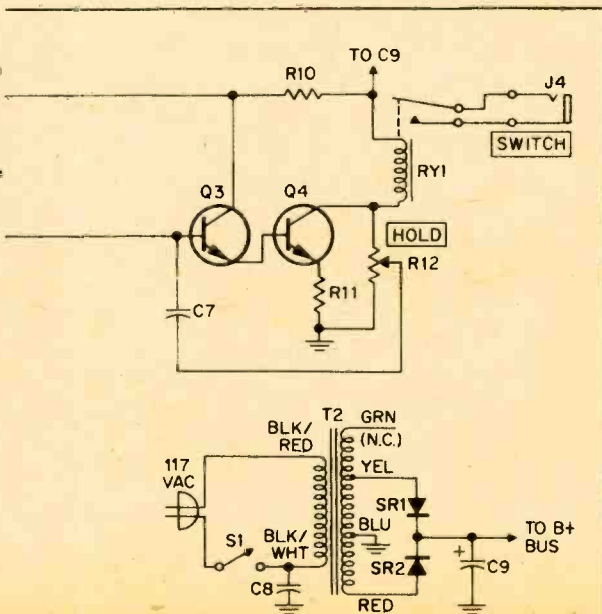 TO C9
R10
J4
SWITCH
RY1
Q3
Q4
HOLD
R12
R11
C7
T2
GRN
(N.C.)
BLK/
RED
YEL
117
VAC
SR1
S1
BLK/
WHT
BLU
TO B+
BUS
+
C9
SR2
C8
RED